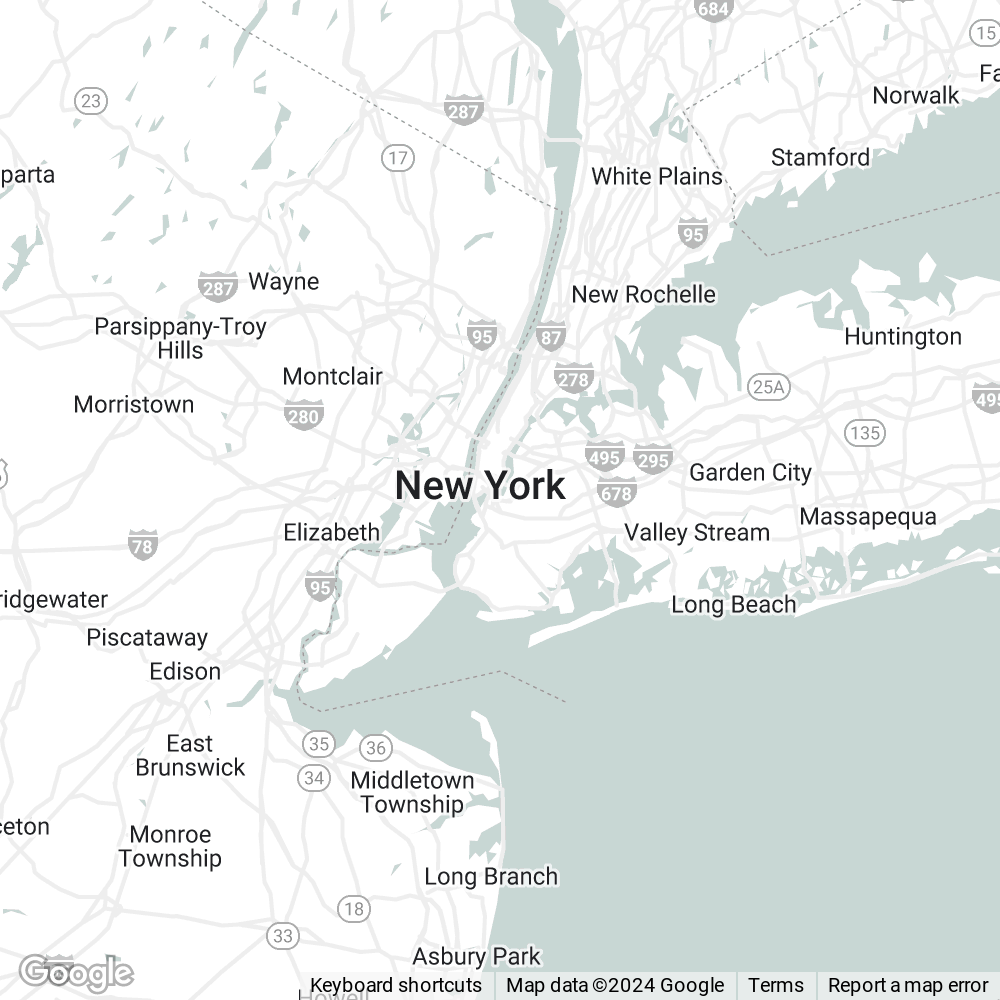 684
15
Fa
Norwalk
23
287
17
Stamford
parta
White Plains
95
Wayne
287
New Rochelle
Parsippany-Troy
Hills
95
87
Huntington
Montclair
278
25A
495
Morristown
280
135
495
295
Garden City
New York
678
Massapequa
Elizabeth
Valley Stream
78
95
ridgewater
Long Beach
Piscataway
Edison
East
Brunswick
35
36
34
Middletown
Township
ceton
Monroe
Township
Long Branch
18
33
Asbury Park
Google
Keyboard shortcuts
Map data ©2024 Google
Terms
Report a map error
Howell